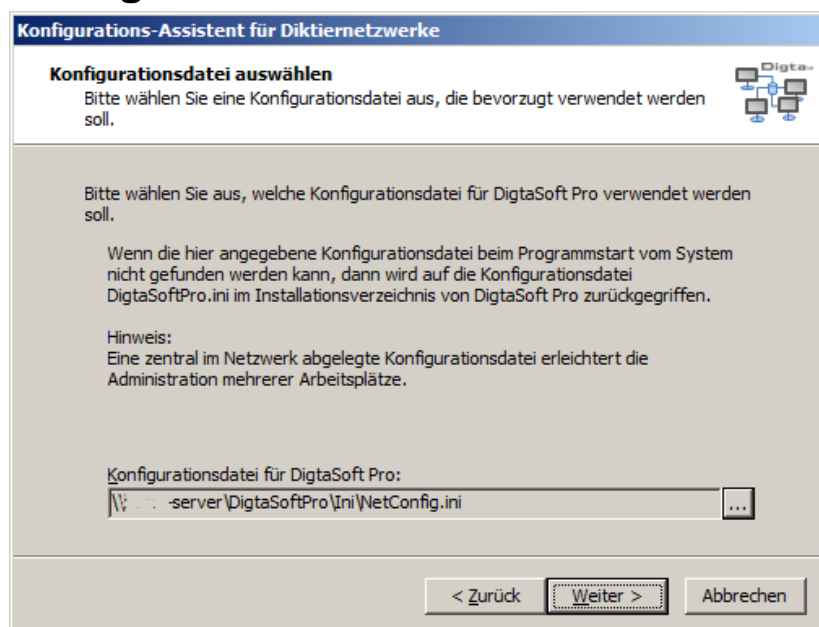 Konfigurations-Assistent für Diktiernetzwerke
Konfigurationsdatei auswählen
Digta
Bitte wählen Sie eine Konfigurationsdatei aus, die bevorzugt verwendet werden
soll.
Bitte wählen Sie aus, welche Konfigurationsdatei für DigtaSoft Pro verwendet werden
soll.
Wenn die hier angegebene Konfigurationsdatei beim Programmstart vom System
nicht gefunden werden kann, dann wird auf die Konfigurationsdatei
DigtaSoftPro.ini im Installationsverzeichnis von DigtaSoft Pro zurückgegriffen.
Hinweis:
Eine zentral im Netzwerk abgelegte Konfigurationsdatei erleichtert die
Administration mehrerer Arbeitsplätze.
Konfigurationsdatei für DigtaSoft Pro:
\\ -server\DigtaSoftPro\Ini\NetConfig.ini
...
< Zurück
Weiter >
Abbrechen